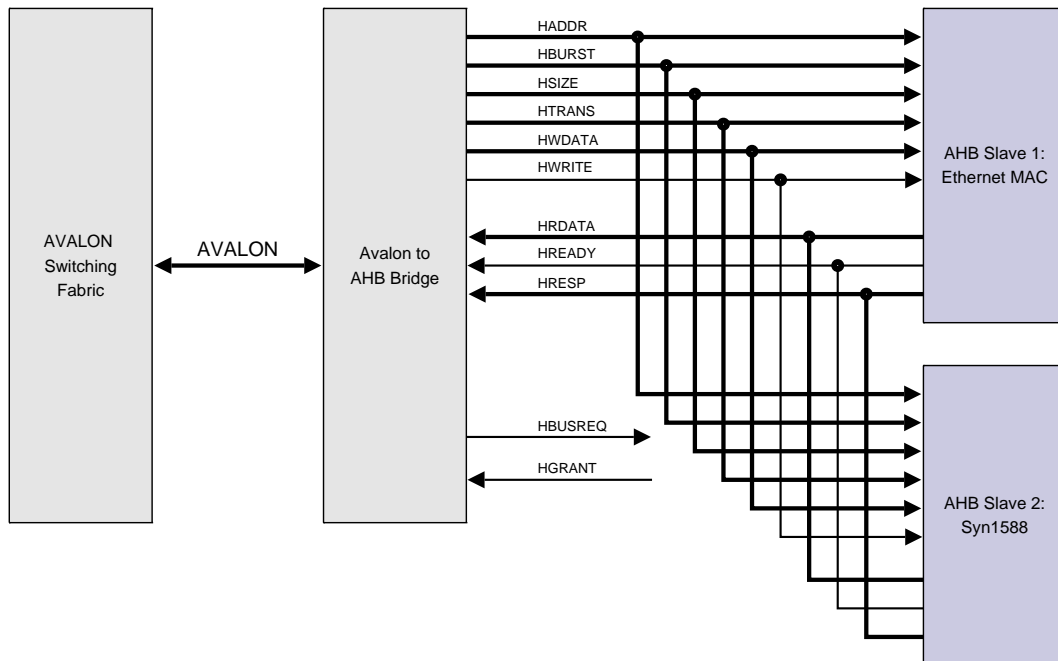 AVALON
Switching
Fabric
AVALON
Avalon to
AHB Bridge
HADDR
HBURST
HSIZE
HTRANS
HWDATA
HWRITE
HRDATA
HREADY
HRESP
HBUSREQ
HGRANT
AHB Slave 1:
Ethernet MAC
AHB Slave 2:
Syn1588